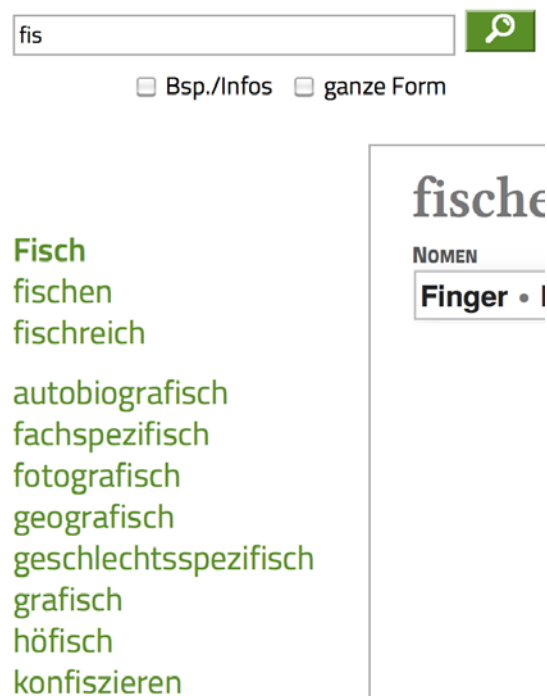 fis
Bsp./Infos ganze Form
Fisch
fischen
fischreich
autobiografisch
fachspezifisch
fotografisch
geografisch
geschlechtsspezifisch
grafisch
höfisch
konfiszieren
fische
NOMEN
Finger •